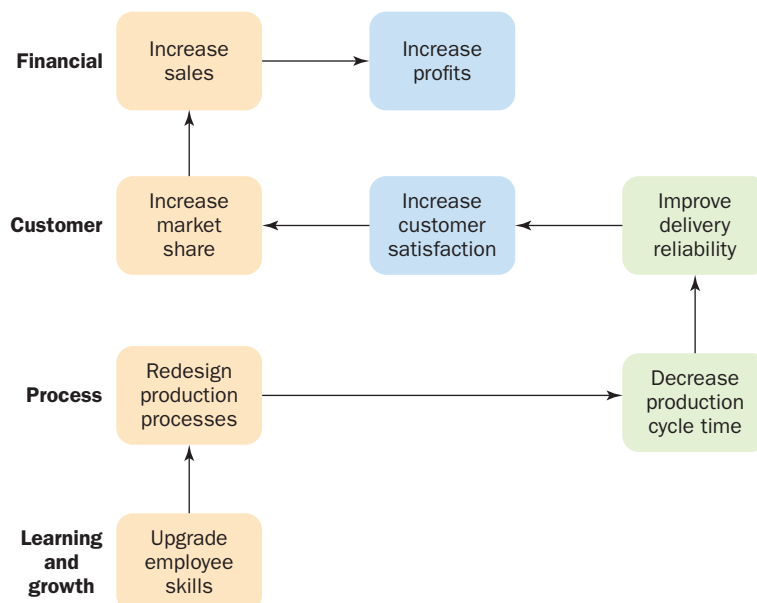 Financial
Increase
sales
Increase
profits
Customer
Increase
market
share
Increase
customer
satisfaction
Improve
delivery
reliability
Process
Redesign
production
processes
Decrease
production
cycle time
Learning
and
growth
Upgrade
employee
skills